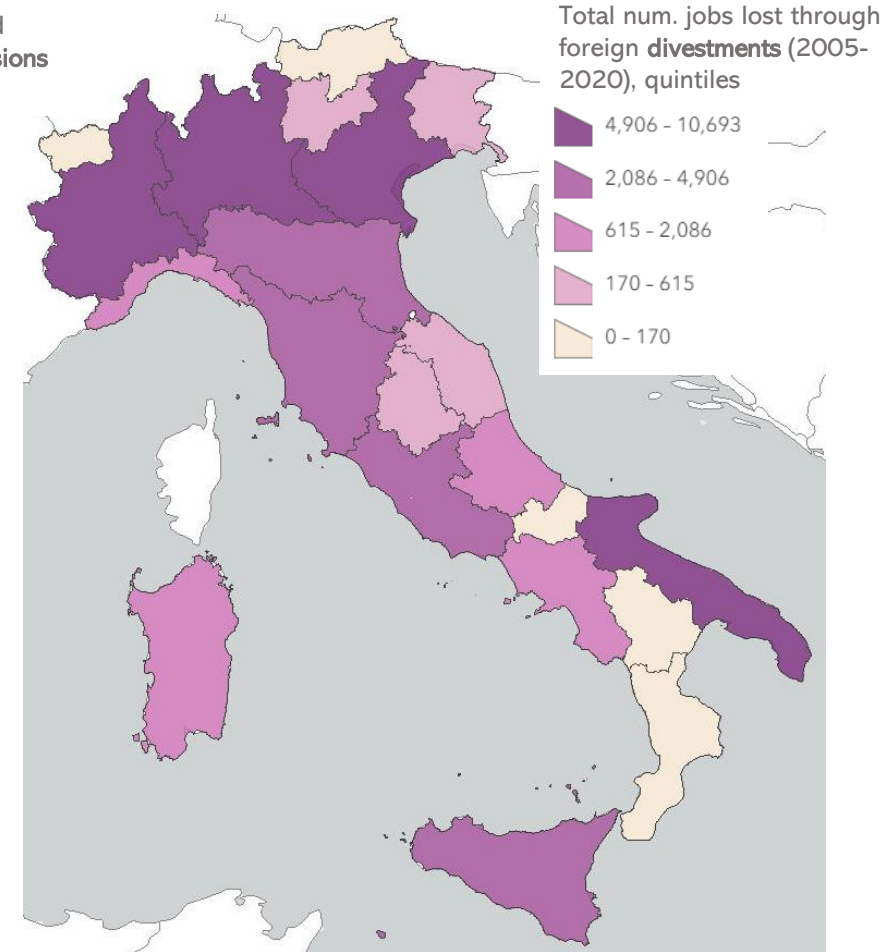 sions
Total num. jobs lost through
foreign divestments (2005-
2020), quintiles
4,906 - 10,693
2,086 - 4,906
615 - 2,086
170 - 615
0 - 170